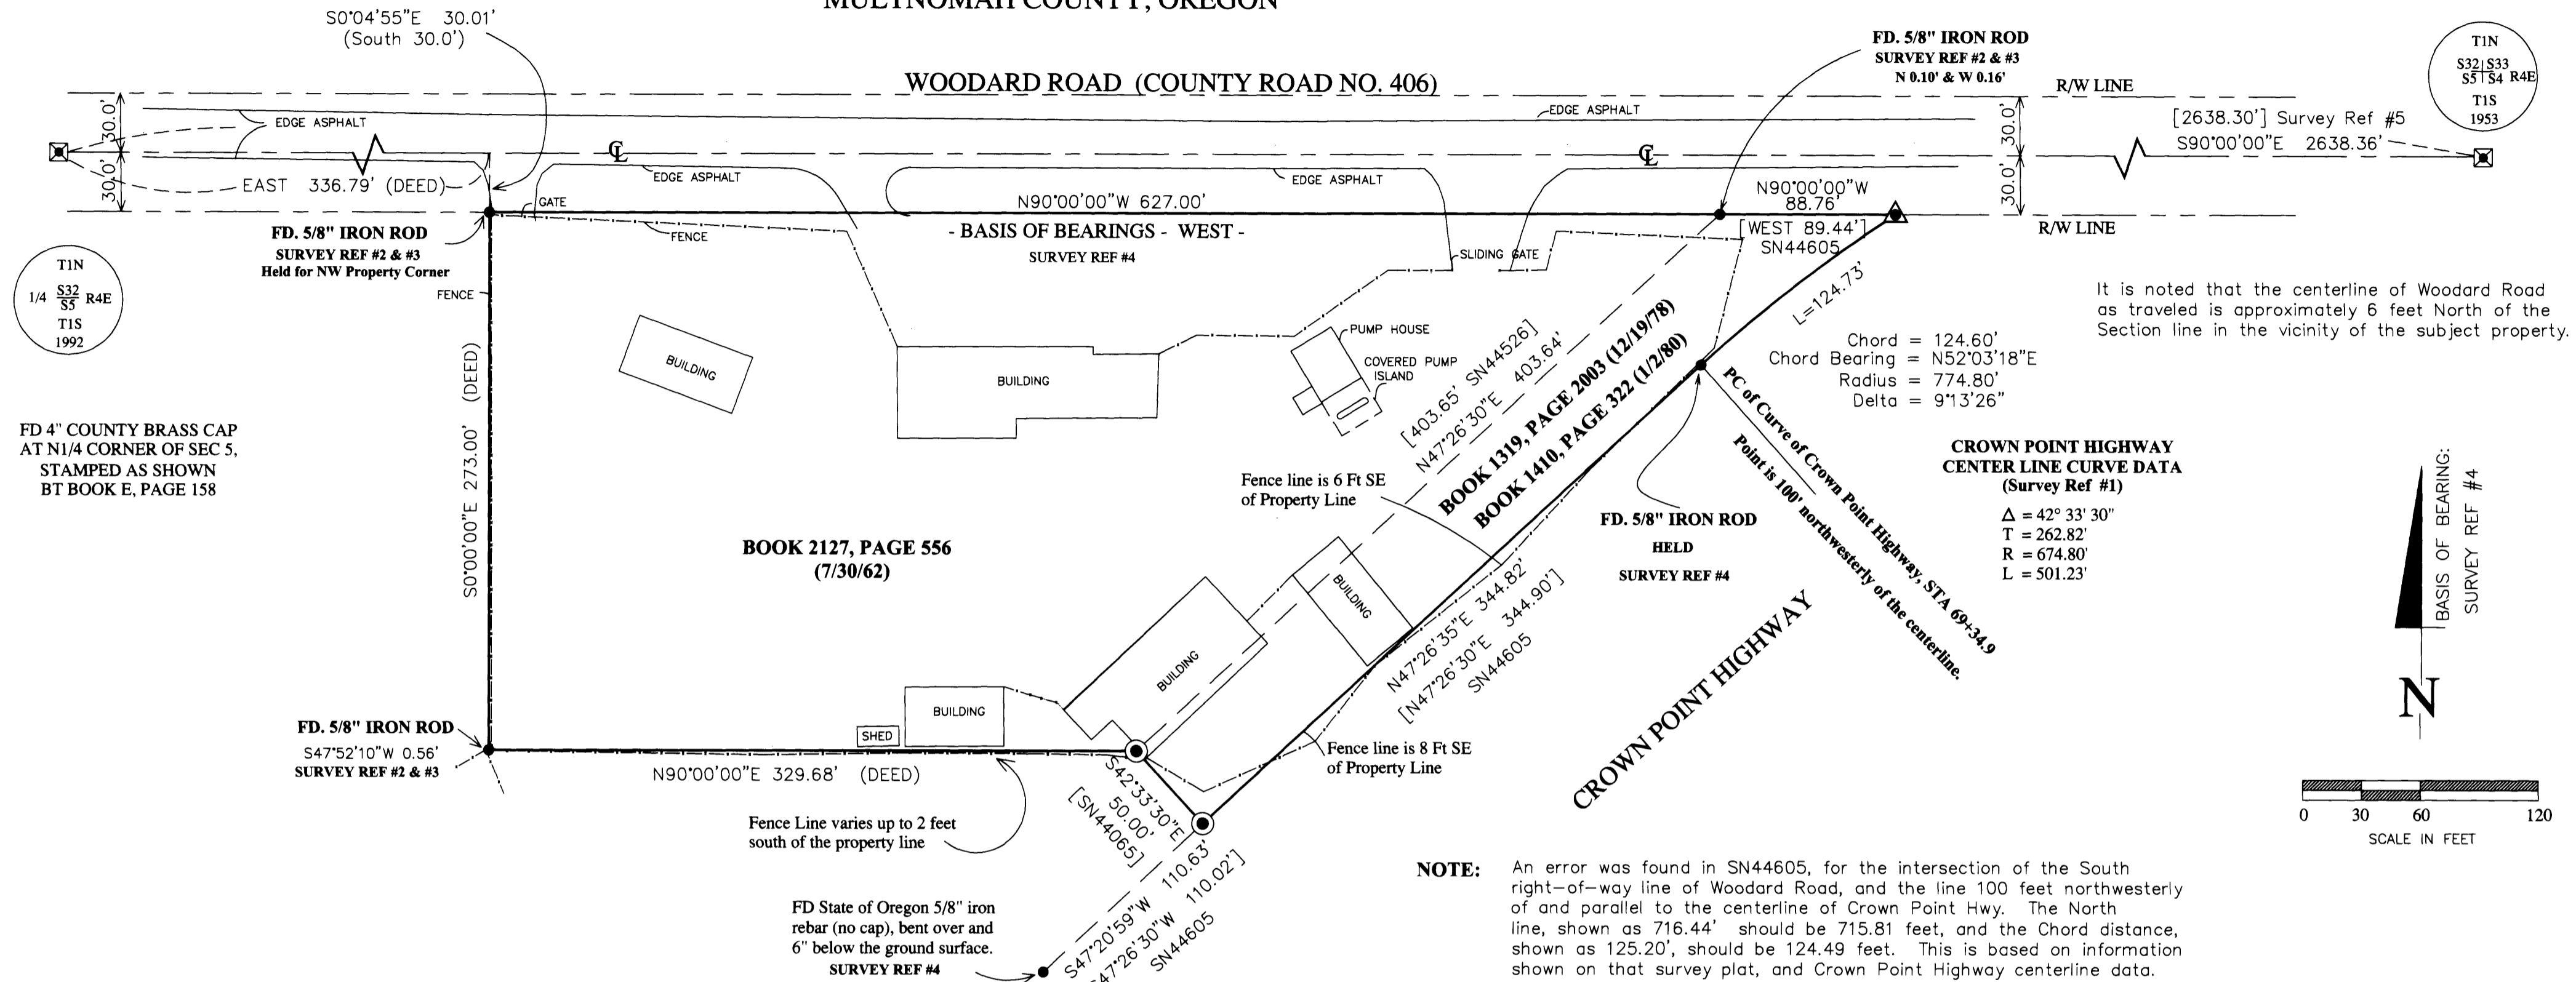 MULTNOMAH COUNTY, OREGON
S0°04'55"E 30.01'
(South 30.0')
WOODARD ROAD (COUNTY ROAD NO. 406)
FD. 5/8" IRON ROD
SURVEY REF #2 & #3
N 0.10' & W 0.16'
T1N
S32|S33
S5|S4 R4E
T1S
1953
R/W LINE
[2638.30'] Survey Ref #5
S90°00'00"E 2638.36'
30.0'
30.0'
EDGE ASPHALT
EDGE ASPHALT
30.0'
30.0'
EAST 336.79' (DEED)
CL
EDGE ASPHALT
EDGE ASPHALT
CL
GATE
N90°00'00"W 627.00'
N90°00'00"W
88.76'
FD. 5/8" IRON ROD
SURVEY REF #2 & #3
Held for NW Property Corner
FENCE
- BASIS OF BEARINGS - WEST -
SURVEY REF #4
[WEST 89.44']
SN44605
R/W LINE
SLIDING GATE
T1N
1/4 S32 R4E
S5
T1S
1992
FENCE
L=124.73'
It is noted that the centerline of Woodard Road
as traveled is approximately 6 feet North of the
Section line in the vicinity of the subject property.
BUILDING
BUILDING
PUMP HOUSE
COVERED PUMP
ISLAND
[403.65' SN44526]
N47°26'30"E 403.64'
BOOK 1319, PAGE 2003 (12/19/78)
BOOK 1410, PAGE 322 (1/2/80)
Chord = 124.60'
Chord Bearing = N52°03'18"E
Radius = 774.80'
Delta = 9°13'26"
PC of Curve of Crown Point Highway, STA 69+34.9
Point is 100' northwesterly of the centerline.
FD 4" COUNTY BRASS CAP
AT N1/4 CORNER OF SEC 5,
STAMPED AS SHOWN
BT BOOK E, PAGE 158
S0°00'00"E 273.00' (DEED)
CROWN POINT HIGHWAY
CENTER LINE CURVE DATA
(Survey Ref #1)
Δ = 42° 33' 30"
T = 262.82'
R = 674.80'
L = 501.23'
Fence line is 6 Ft SE
of Property Line
FD. 5/8" IRON ROD
HELD
SURVEY REF #4
BASIS OF BEARING:
SURVEY REF #4
N
BOOK 2127, PAGE 556
(7/30/62)
BUILDING
BUILDING
N47°26'35"E 344.82'
[N47°26'30"E 344.90']
SN44605
CROWN POINT HIGHWAY
BUILDING
SHED
FD. 5/8" IRON ROD
S47°52'10"W 0.56'
SURVEY REF #2 & #3
N90°00'00"E 329.68' (DEED)
Fence line is 8 Ft SE
of Property Line
S42°33'30"E
50.00'
[SN44065]
Fence Line varies up to 2 feet
south of the property line
0 30 60 120
SCALE IN FEET
S47°20'59"W 110.63'
47°26'30"W 110.02']
SN44605
FD State of Oregon 5/8" iron
rebar (no cap), bent over and
6" below the ground surface.
SURVEY REF #4
NOTE: An error was found in SN44605, for the intersection of the South
right-of-way line of Woodard Road, and the line 100 feet northwesterly
of and parallel to the centerline of Crown Point Hwy. The North
line, shown as 716.44' should be 715.81 feet, and the Chord distance,
shown as 125.20', should be 124.49 feet. This is based on information
shown on that survey plat, and Crown Point Highway centerline data.